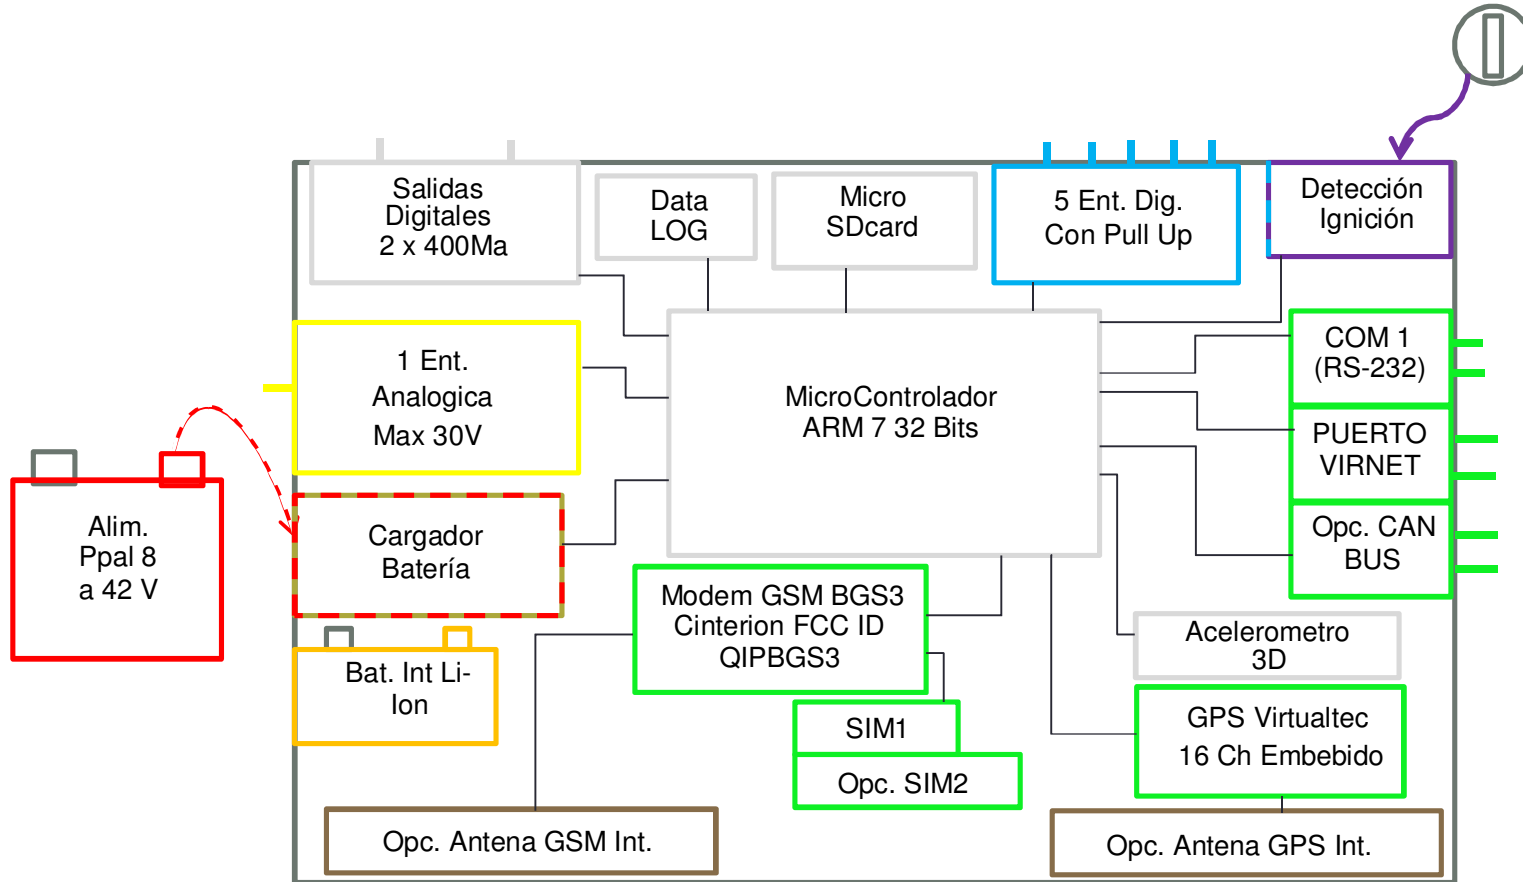 Salidas
Digitales
2 x 400Ma
Data
LOG
Micro
SDcard
5 Ent. Dig.
Con Pull Up
Detección
Ignición
1 Ent.
Analogica
Max 30V
MicroControlador
ARM 7 32 Bits
COM 1
(RS-232)
PUERTO
VIRNET
Opc. CAN
BUS
Alim.
Ppal 8
a 42 V
Cargador
Batería
Modem GSM BGS3
Cinterion FCC ID
QIPBGS3
Acelerometro
3D
Bat. Int Li-
Ion
SIM1
Opc. SIM2
GPS Virtualtec
16 Ch Embebido
Opc. Antena GSM Int.
Opc. Antena GPS Int.